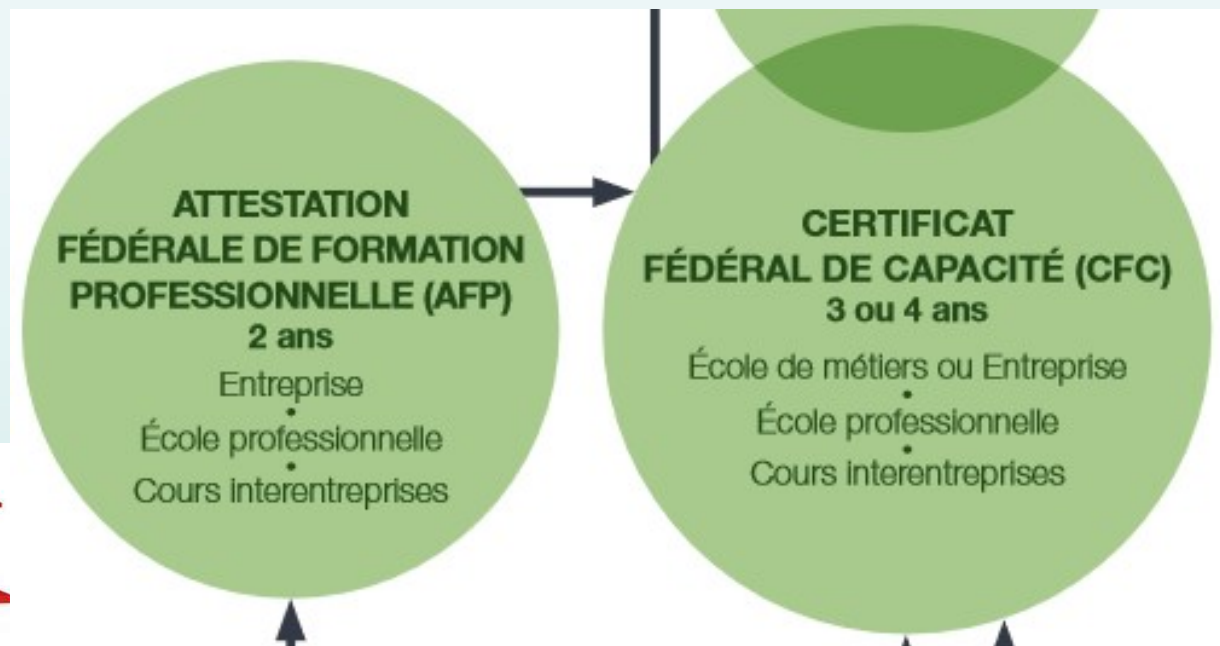 ATTESTATION
FÉDÉRALE DE FORMATION
PROFESSIONNELLE (AFP)
2 ans
Entreprise
•
École professionnelle
•
Cours interentreprises
CERTIFICAT
FÉDÉRAL DE CAPACITÉ (CFC)
3 ou 4 ans
École de métiers ou Entreprise
•
École professionnelle
•
Cours interentreprises